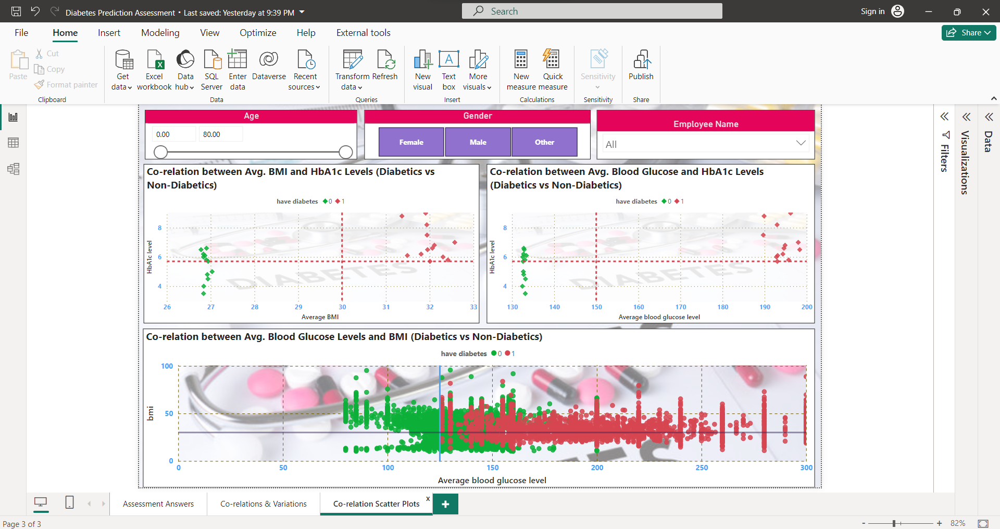 Diabetes Prediction Assessment • Last saved: Yesterday at 9:39 PM
Search
Sign in
File Home Insert Modeling View Optimize Help External tools
Share
Paste
Cut
Copy
Format painter
Clipboard
Get data
Excel workbook
Data hub
SQL Server
Enter data
Dataverse
Recent sources
Data
Transform data
Refresh
Queries
New visual
Text box
More visuals
Insert
New measure
Quick measure
Calculations
Sensitivity
Sensitivity
Publish
Share
Age
0.00 80.00
Gender
Female Male Other
Employee Name
All
Filters
Visualizations
Data
Co-relation between Avg. BMI and HbA1c Levels (Diabetics vs
Non-Diabetics)
have diabetes 0 1
HbA1c level
8
6
4
DIABETES
26 27 28 29 30 31 32 33
Average BMI
Co-relation between Avg. Blood Glucose and HbA1c Levels
(Diabetics vs Non-Diabetics)
have diabetes 0 1
HbA1c level
8
6
4
DIABETES
130 140 150 160 170 180 190 200
Average blood glucose level
Co-relation between Avg. Blood Glucose Levels and BMI (Diabetics vs Non-Diabetics)
have diabetes 0 1
bmi
100
50
0
0 50 100 150 200 250 300
Average blood glucose level
Assessment Answers
Co-relations & Variations
Co-relation Scatter Plots
x
+
Page 3 of 3
- + 82%